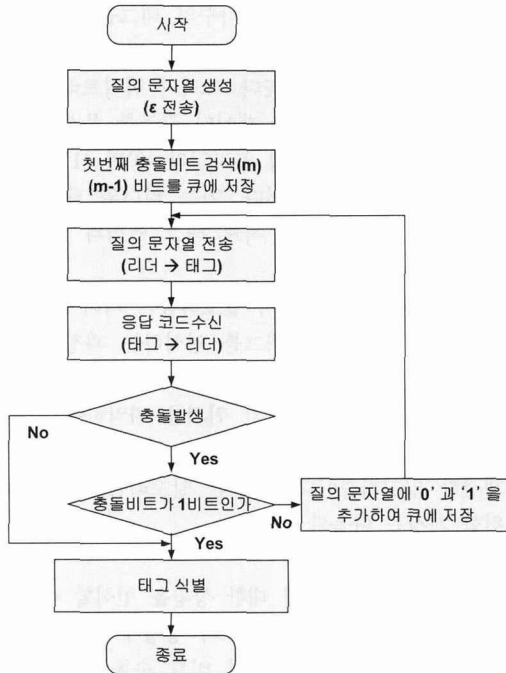 시작
질의 문자열 생성
(ε 전송)
첫번째 충돌비트 검색(m)
(m-1) 비트를 큐에 저장
질의 문자열 전송
(리더 → 태그)
응답 코드수신
(태그 → 리더)
충돌발생
No
Yes
충돌비트가 1비트인가
No
질의 문자열에 '0' 과 '1' 을
추가하여 큐에 저장
Yes
태그 식별
종료